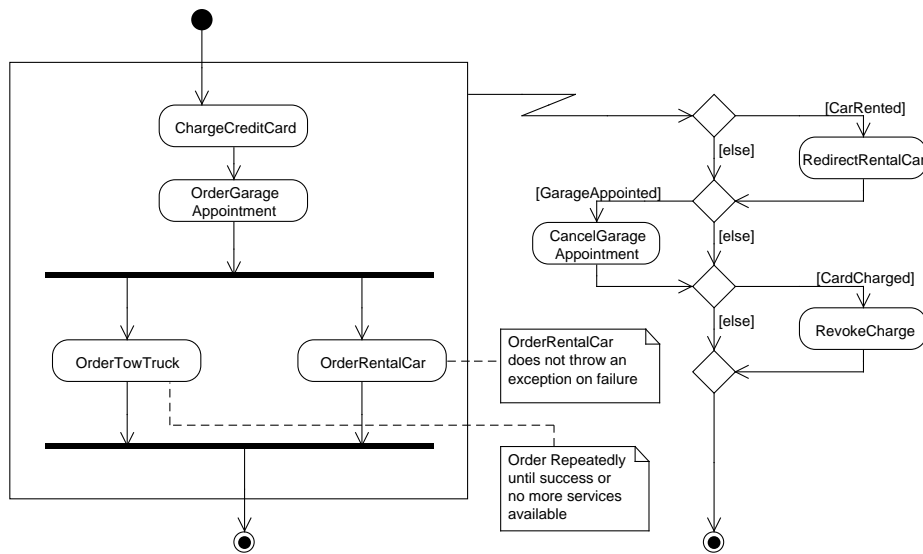 ChargeCreditCard
OrderGarage
Appointment
OrderTowTruck
OrderRentalCar
OrderRentalCar
does not throw an
exception on failure
Order Repeatedly
until success or
no more services
available
[CarRented]
[else]
RedirectRentalCar
[GarageAppointed]
CancelGarage
Appointment
[else]
[CardCharged]
[else]
RevokeCharge